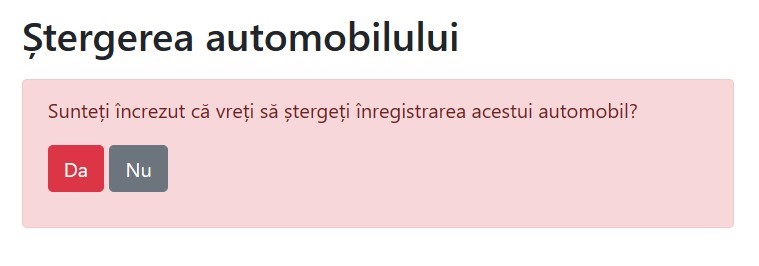 Ștergerea automobilului
Sunteți încrezut că vreți să ștergeți înregistrarea acestui automobil?
Da Nu